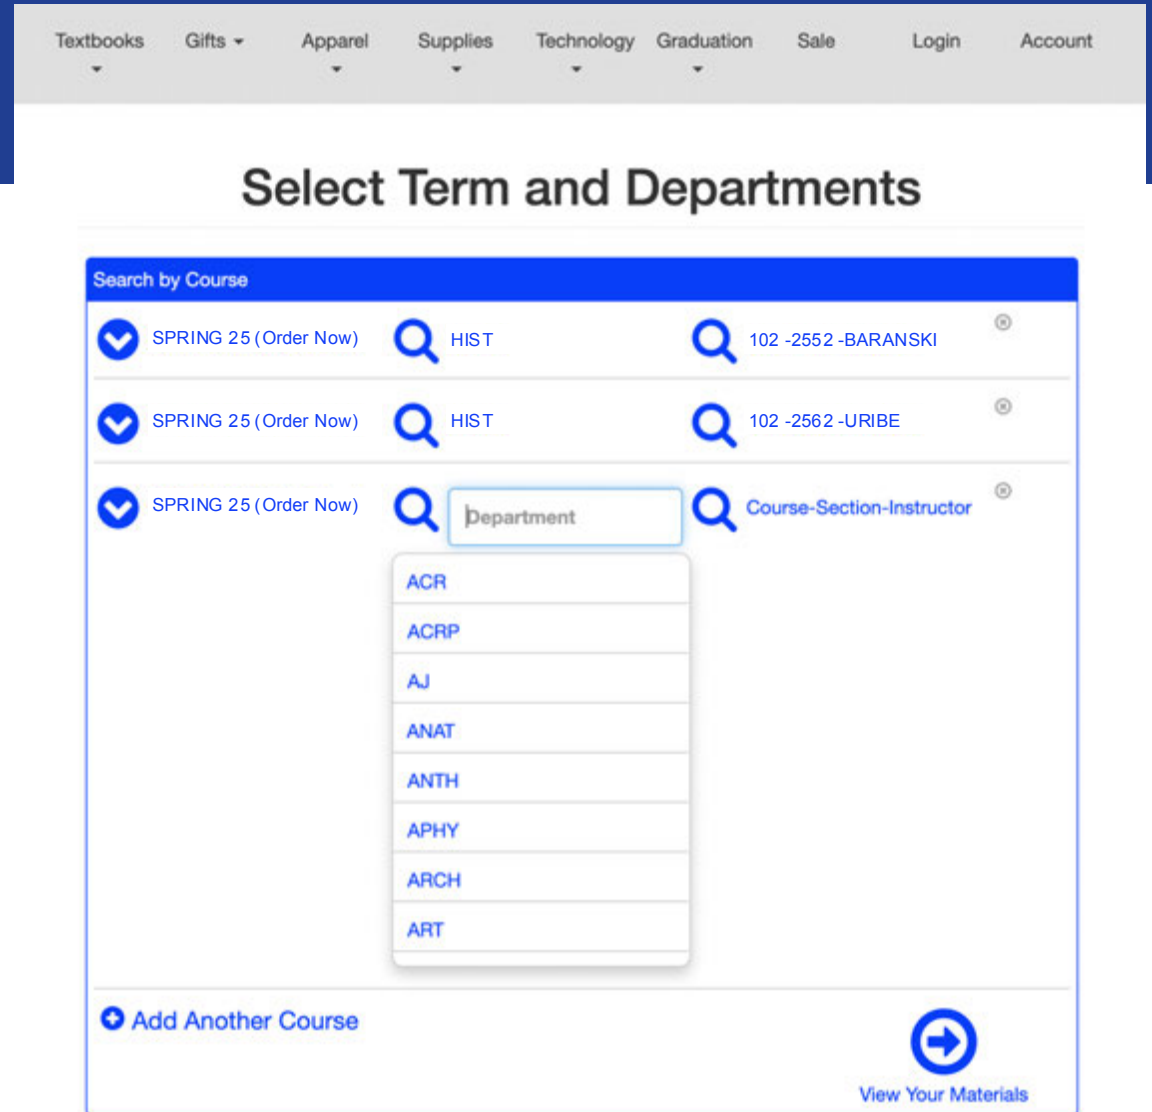 Textbooks Gifts Apparel Supplies Technology Graduation Sale Login Account
Select Term and Departments
Search by Course
SPRING 25 (Order Now) HIST 102 -2552 -BARANSKI
SPRING 25 (Order Now) HIST 102 -2562 -URIBE
SPRING 25 (Order Now) Department Course-Section-Instructor
ACR
ACRP
AJ
ANAT
ANTH
APHY
ARCH
ART
Add Another Course
View Your Materials